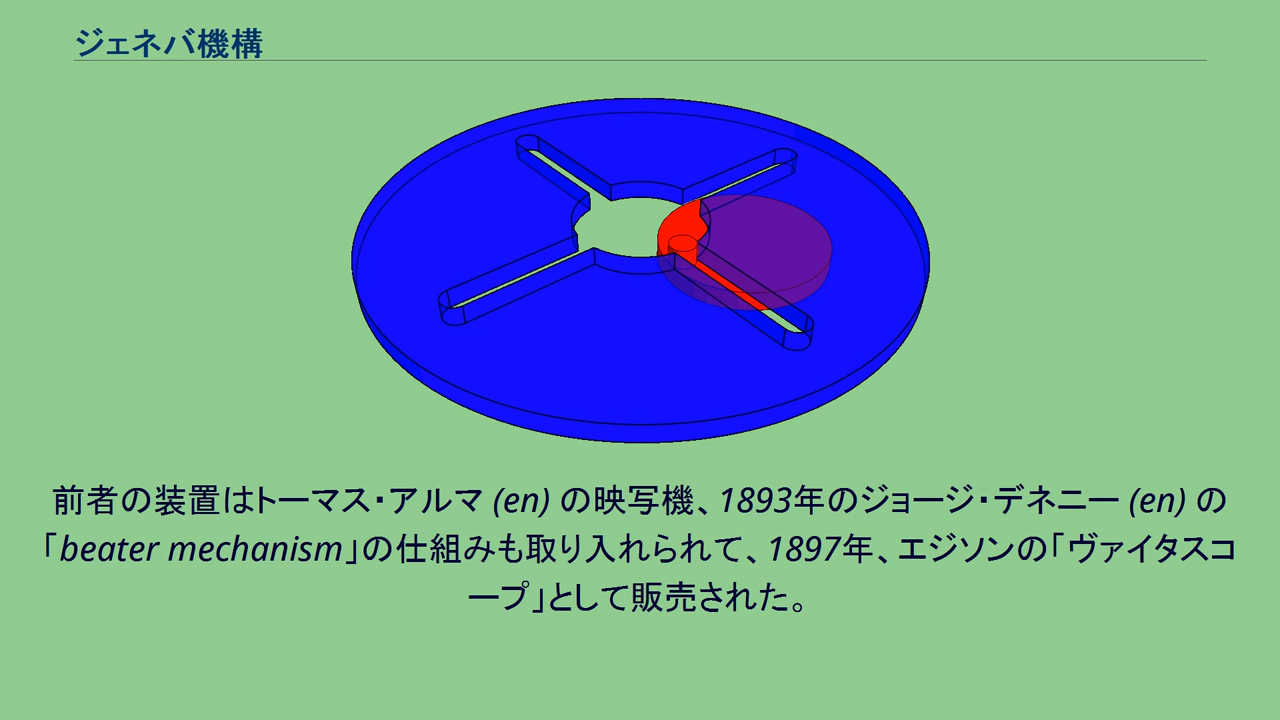 ジェネバ機構
前者の装置はトーマス・アルマ (en) の映写機、1893年のジョージ・デネニー (en) の
「beater mechanism」の仕組みも取り入れられて、1897年、エジソンの「ヴァイタスコ
ープ」として販売された。